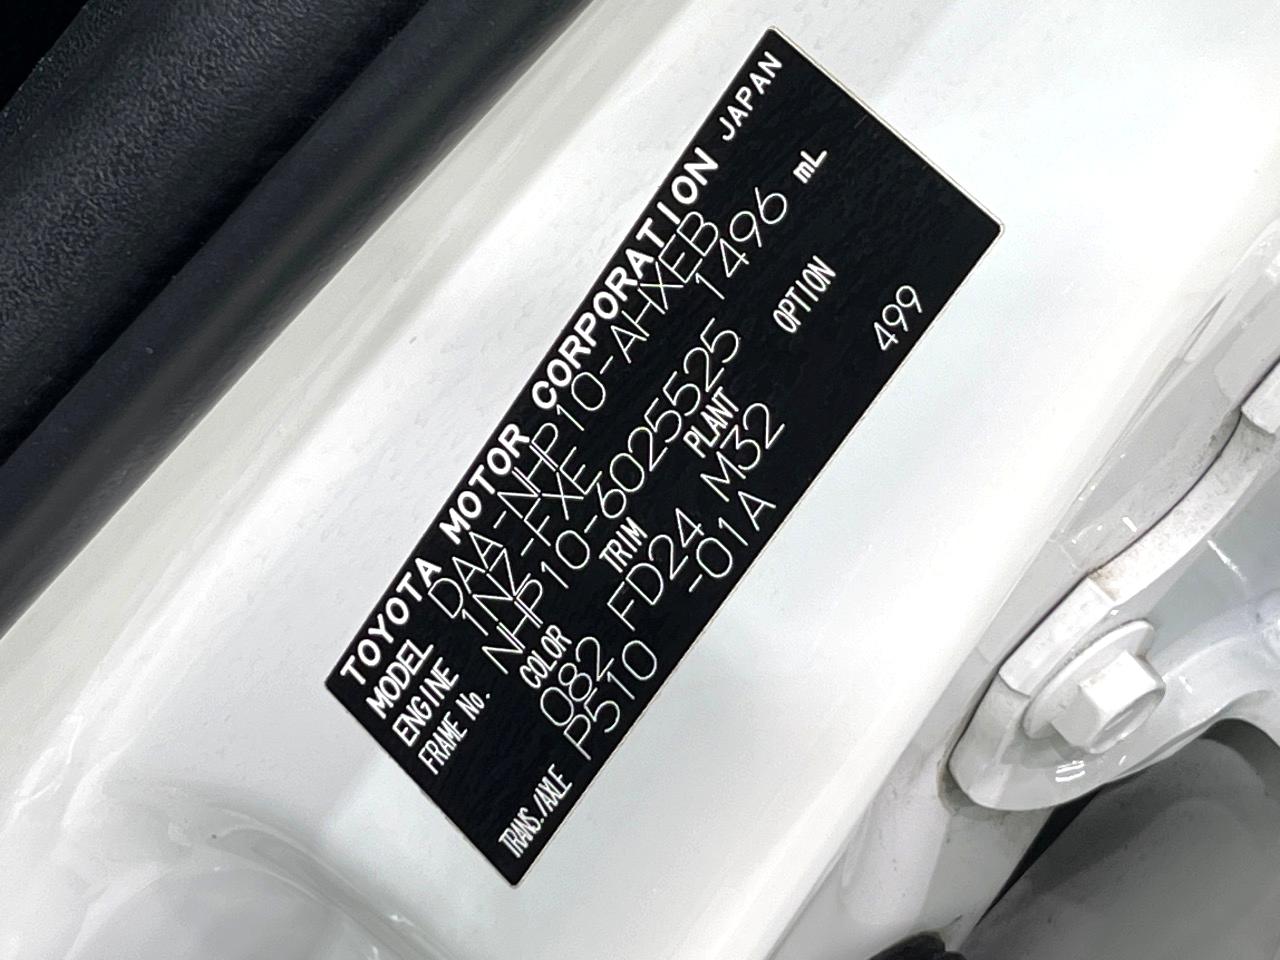 TOYOTA MOTOR CORPORATION JAPAN
MODEL DAA-NHP10-AHXEB
ENGINE 1NZ-FXE 1496 mL
FRAME No. NHP10-6025525
COLOR TRIM PLANT OPTION
082 FD24 M32
TRANS./AXLE P510 -01A 499